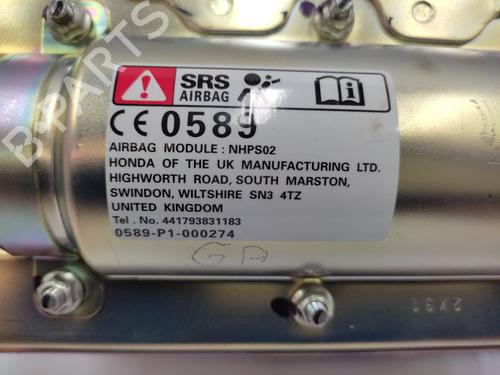 B-PARTS
SRS
AIRBAG
CE 0589
AIRBAG MODULE : NHPS02
HONDA OF THE UK MANUFACTURING LTD.
HIGHWORTH ROAD, SOUTH MARSTON,
SWINDON, WILTSHIRE SN3 4TZ
UNITED KINGDOM
Tel . No. 441793831183
0589-P1-000274